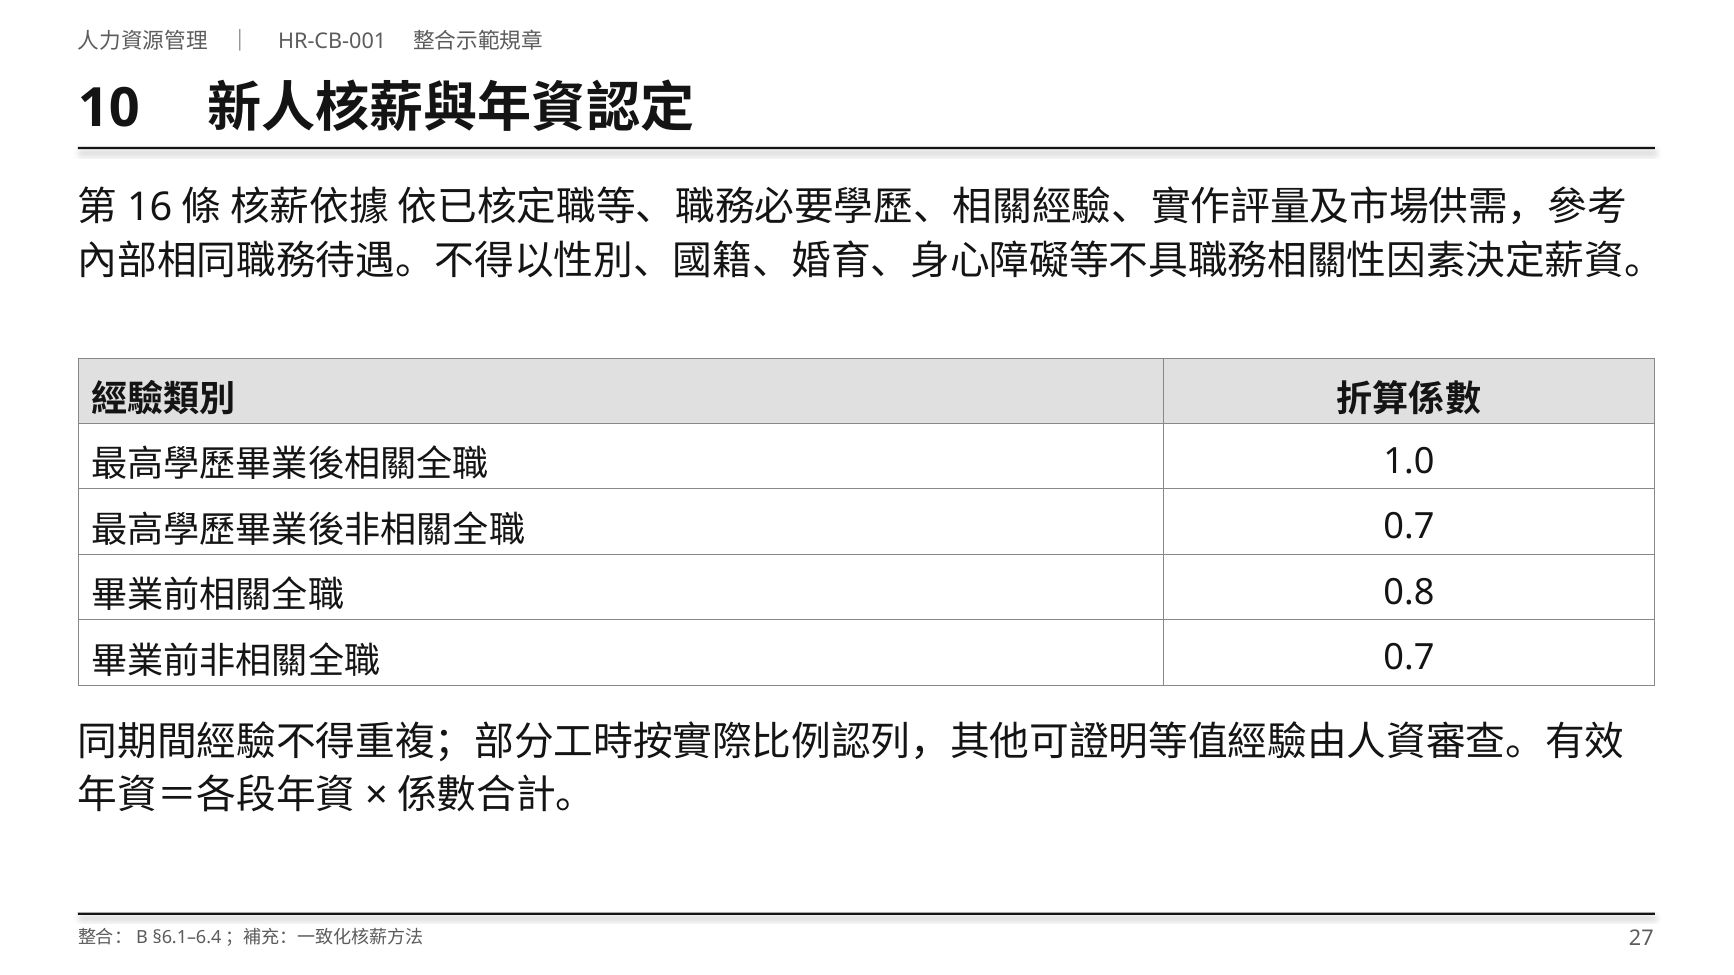 人力資源管理 ｜ HR-CB-001 整合示範規章
10 新人核薪與年資認定
第 16 條 核薪依據 依已核定職等、職務必要學歷、相關經驗、實作評量及市場供需，參考
內部相同職務待遇。不得以性別、國籍、婚育、身心障礙等不具職務相關性因素決定薪資。
經驗類別 折算係數
最高學歷畢業後相關全職 1.0
最高學歷畢業後非相關全職 0.7
畢業前相關全職 0.8
畢業前非相關全職 0.7
同期間經驗不得重複；部分工時按實際比例認列，其他可證明等值經驗由人資審查。有效
年資＝各段年資 × 係數合計。
整合： B §6.1–6.4；補充：一致化核薪方法 27